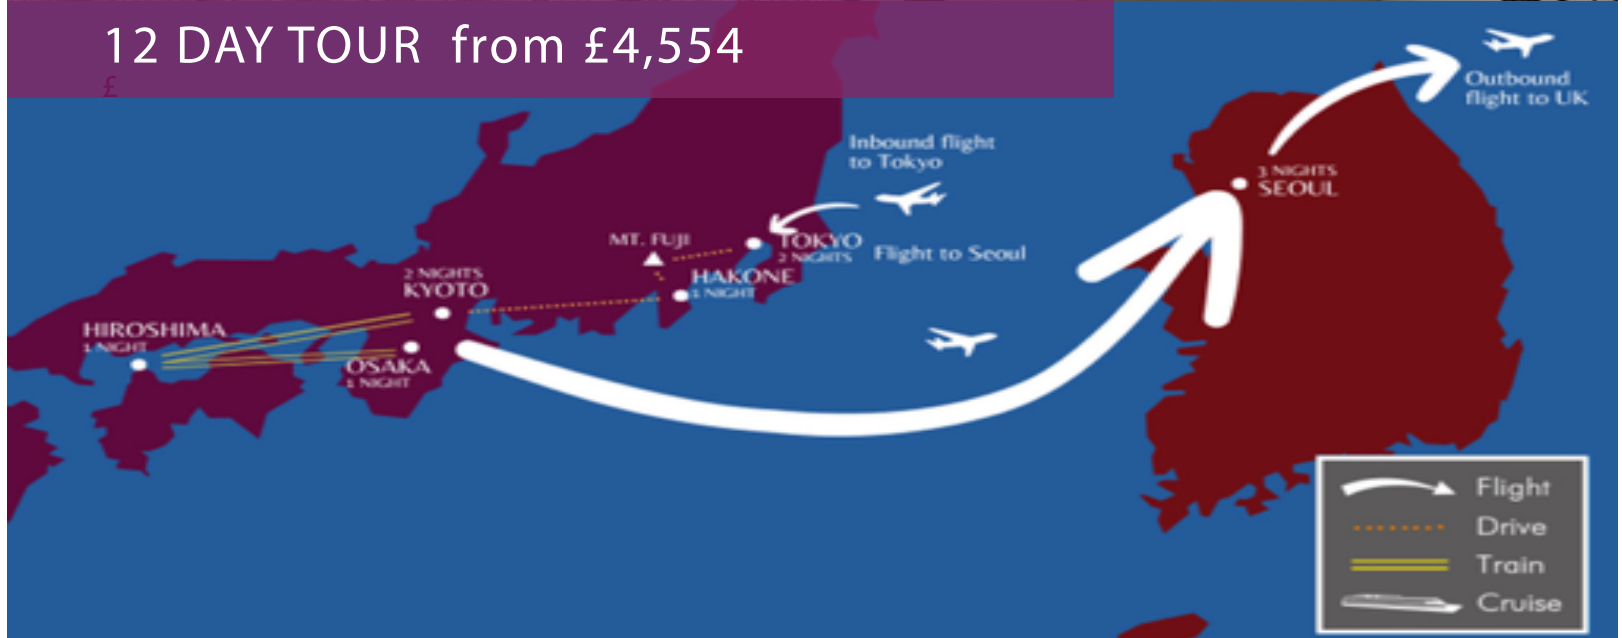 12 DAY TOUR from £4,554
£
Outbound
flight to UK
Inbound flight
to Tokyo
3 NIGHTS
SEOUL
MT. FUJI
TOKYO
2 NIGHTS
Flight to Seoul
HAKONE
1 NIGHT
2 NIGHTS
KYOTO
HIROSHIMA
1 NIGHT
OSAKA
1 NIGHT
Flight
Drive
Train
Cruise